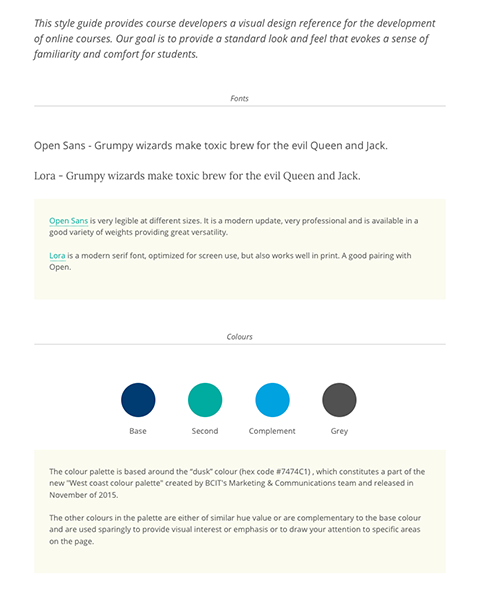 This style guide provides course developers a visual design reference for the development
of online courses. Our goal is to provide a standard look and feel that evokes a sense of
familiarity and comfort for students.
Fonts
Open Sans - Grumpy wizards make toxic brew for the evil Queen and Jack.
Lora - Grumpy wizards make toxic brew for the evil Queen and Jack.
Open Sans is very legible at different sizes. It is a modern update, very professional and is available in a
good variety of weights providing great versatility.
Lora is a modern serif font, optimized for screen use, but also works well in print. A good pairing with
Open.
Colours
Base Second Complement Grey
The colour palette is based around the “dusk” colour (hex code #7474C1) , which constitutes a part of the
new "West coast colour palette" created by BCIT's Marketing & Communications team and released in
November of 2015.
The other colours in the palette are either of similar hue value or are complementary to the base colour
and are used sparingly to provide visual interest or emphasis or to draw your attention to specific areas
on the page.